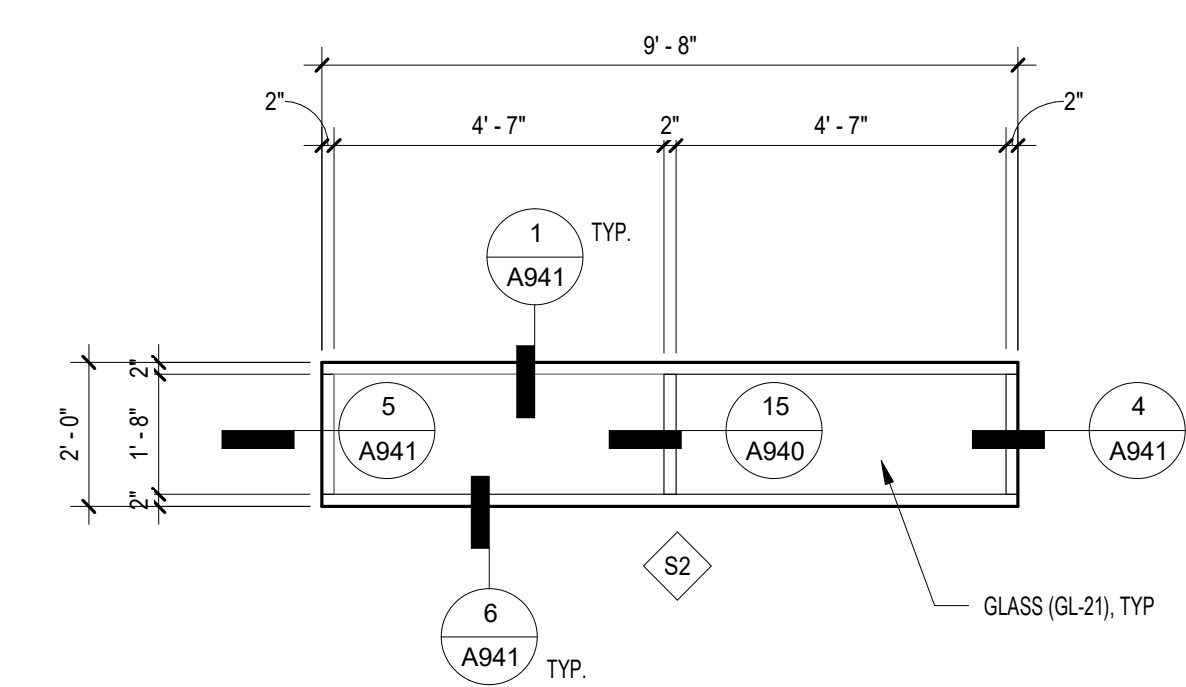 9' - 8"
2"
4' - 7"
2"
4' - 7"
2"
1
A941
TYP.
2"
2' - 0"
1' - 8"
2"
5
A941
15
A940
4
A941
S2
GLASS (GL-21), TYP
6
A941
TYP.